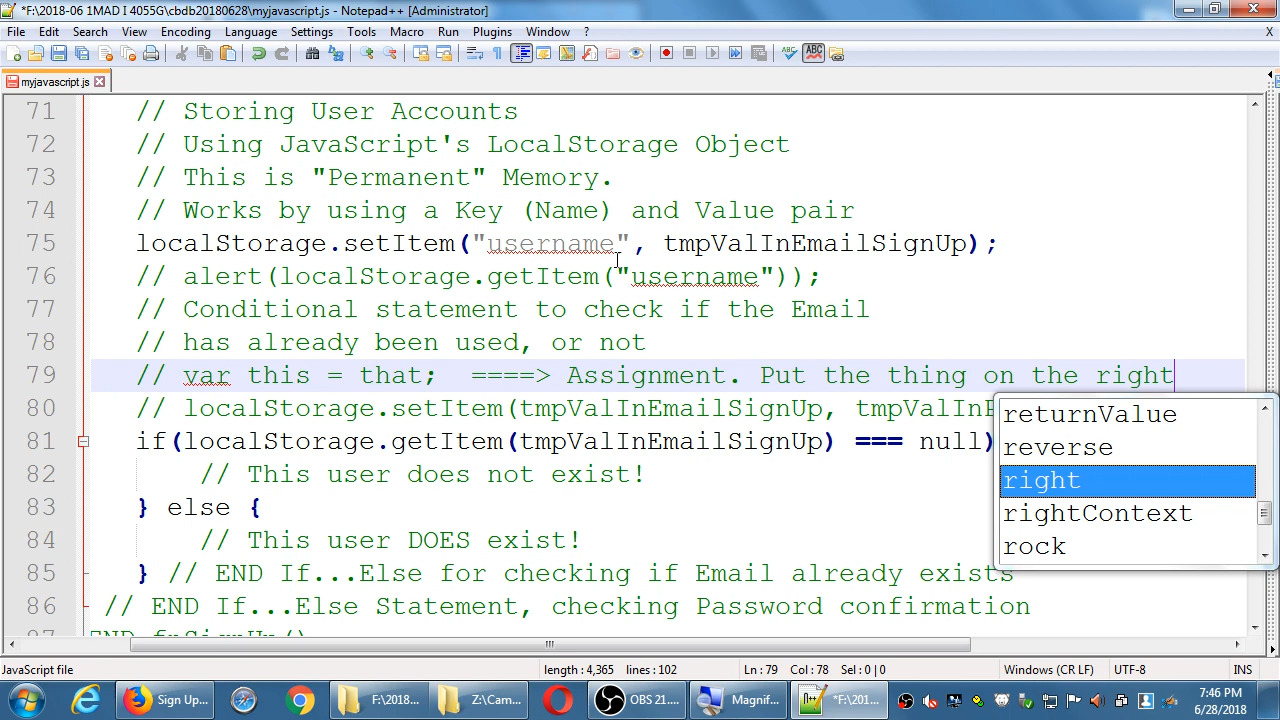 *F:\2018-06 1MAD I 4055G\cbdb20180628\myjavascript.js - Notepad++ [Administrator]
File Edit Search View Encoding Language Settings Tools Macro Run Plugins Window ? X
myjavascript.js
71 // Storing User Accounts
72 // Using JavaScript's LocalStorage Object
73 // This is "Permanent" Memory.
74 // Works by using a Key (Name) and Value pair
75 localStorage.setItem("username", tmpValInEmailSignUp);
76 // alert(localStorage.getItem("username"));
77 // Conditional statement to check if the Email
78 // has already been used, or not
79 // var this = that;  ====> Assignment. Put the thing on the right
80 // localStorage.setItem(tmpValInEmailSignUp, tmpValInP
81 if(localStorage.getItem(tmpValInEmailSignUp) === null)
82 // This user does not exist!
83 } else {
84 // This user DOES exist!
85 } // END If...Else for checking if Email already exists
86 // END If...Else Statement, checking Password confirmation
returnValue
reverse
right
rightContext
rock
JavaScript file length : 4,365 lines : 102 Ln : 79 Col : 78 Sel : 0 | 0 Windows (CR LF) UTF-8 INS
Sign Up... F:\2018... Z:\Cam... OBS 21.... Magnif... *F:\201... 7:46 PM
6/28/2018